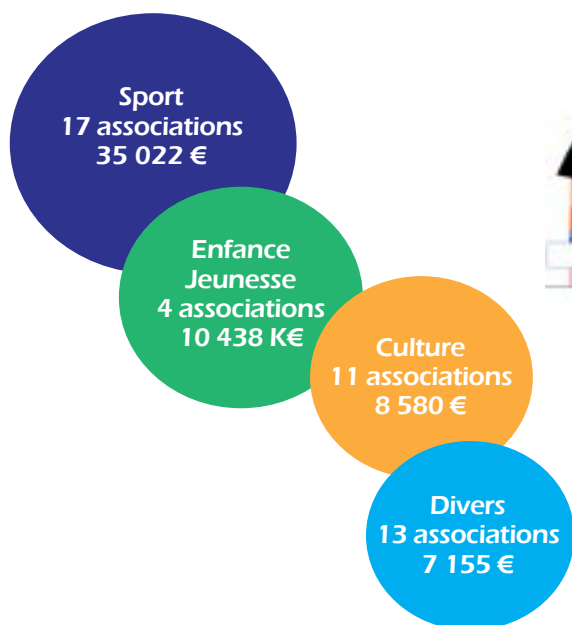 Sport
17 associations
35 022 €
Enfance
Jeunesse
4 associations
10 438 K€
Culture
11 associations
8 580 €
Divers
13 associations
7 155 €